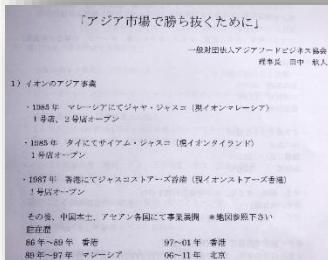 「アジア市場で勝ち抜くために」
一般財団法人アジアフードビジネス協会
理事長 田中 秋人
1）イオンのアジア事業
・1985年 マレーシアにてジャヤ・ジャスコ（現イオンマレーシア）
1号店、2号店オープン
・1985年 タイにてサイアム・ジャスコ（現イオンタイランド）
1号店オープン
・1987年 香港にてジャスコストアーズ香港（現イオンストアーズ香港）
1号店オープン
その後、中国本土、アセアン各国にて事業展開 ＊地図参照下さい
駐在歴
86年～89年 香港 97～01年 香港
89年～97年 マレーシア 06～11年 北京